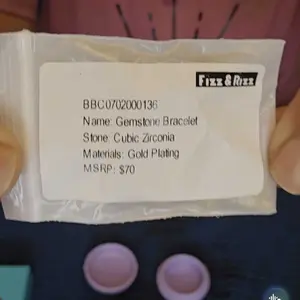 Fizz & Rizz
BBC0702000136
Name: Gemstone Bracelet
Stone: Cubic Zirconia
Materials: Gold Plating
MSRP: $70